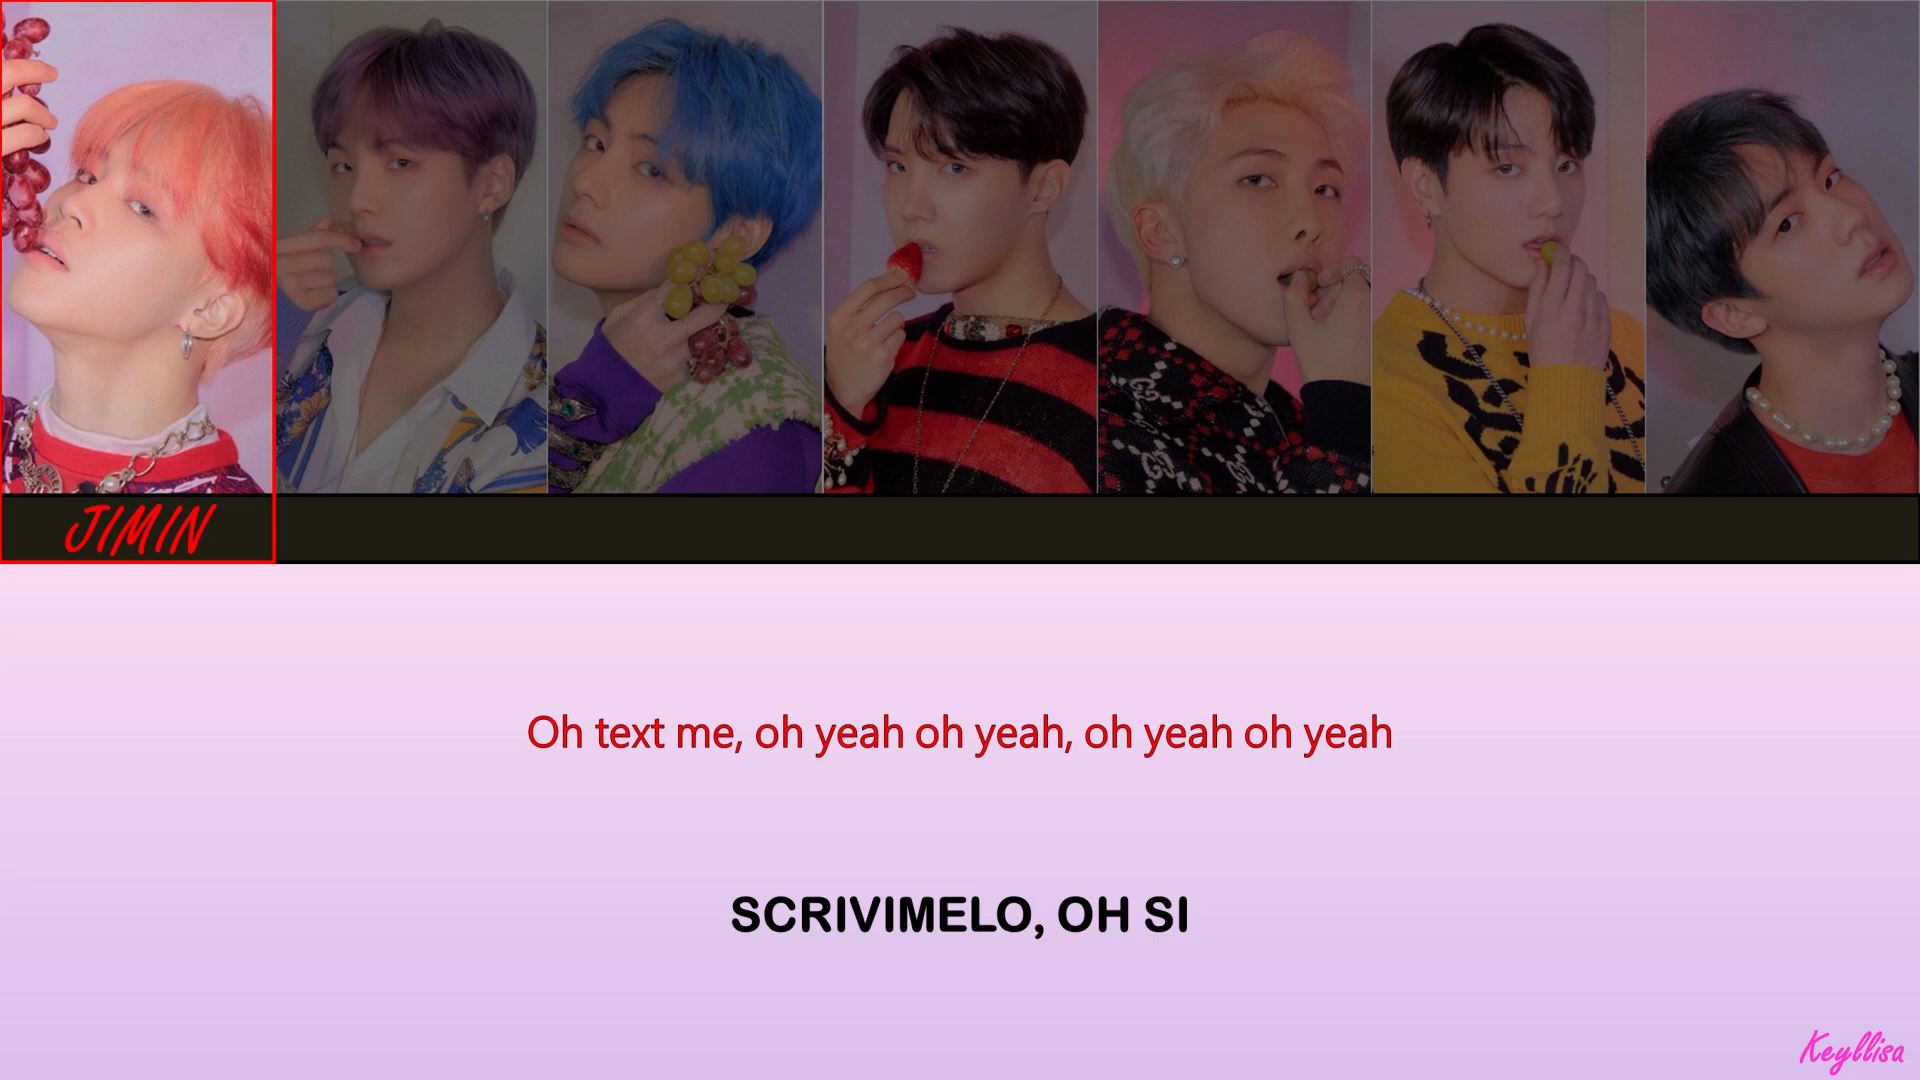 JIMIN
Oh text me, oh yeah oh yeah, oh yeah oh yeah
SCRIVIMELO, OH SI
Keyllisa